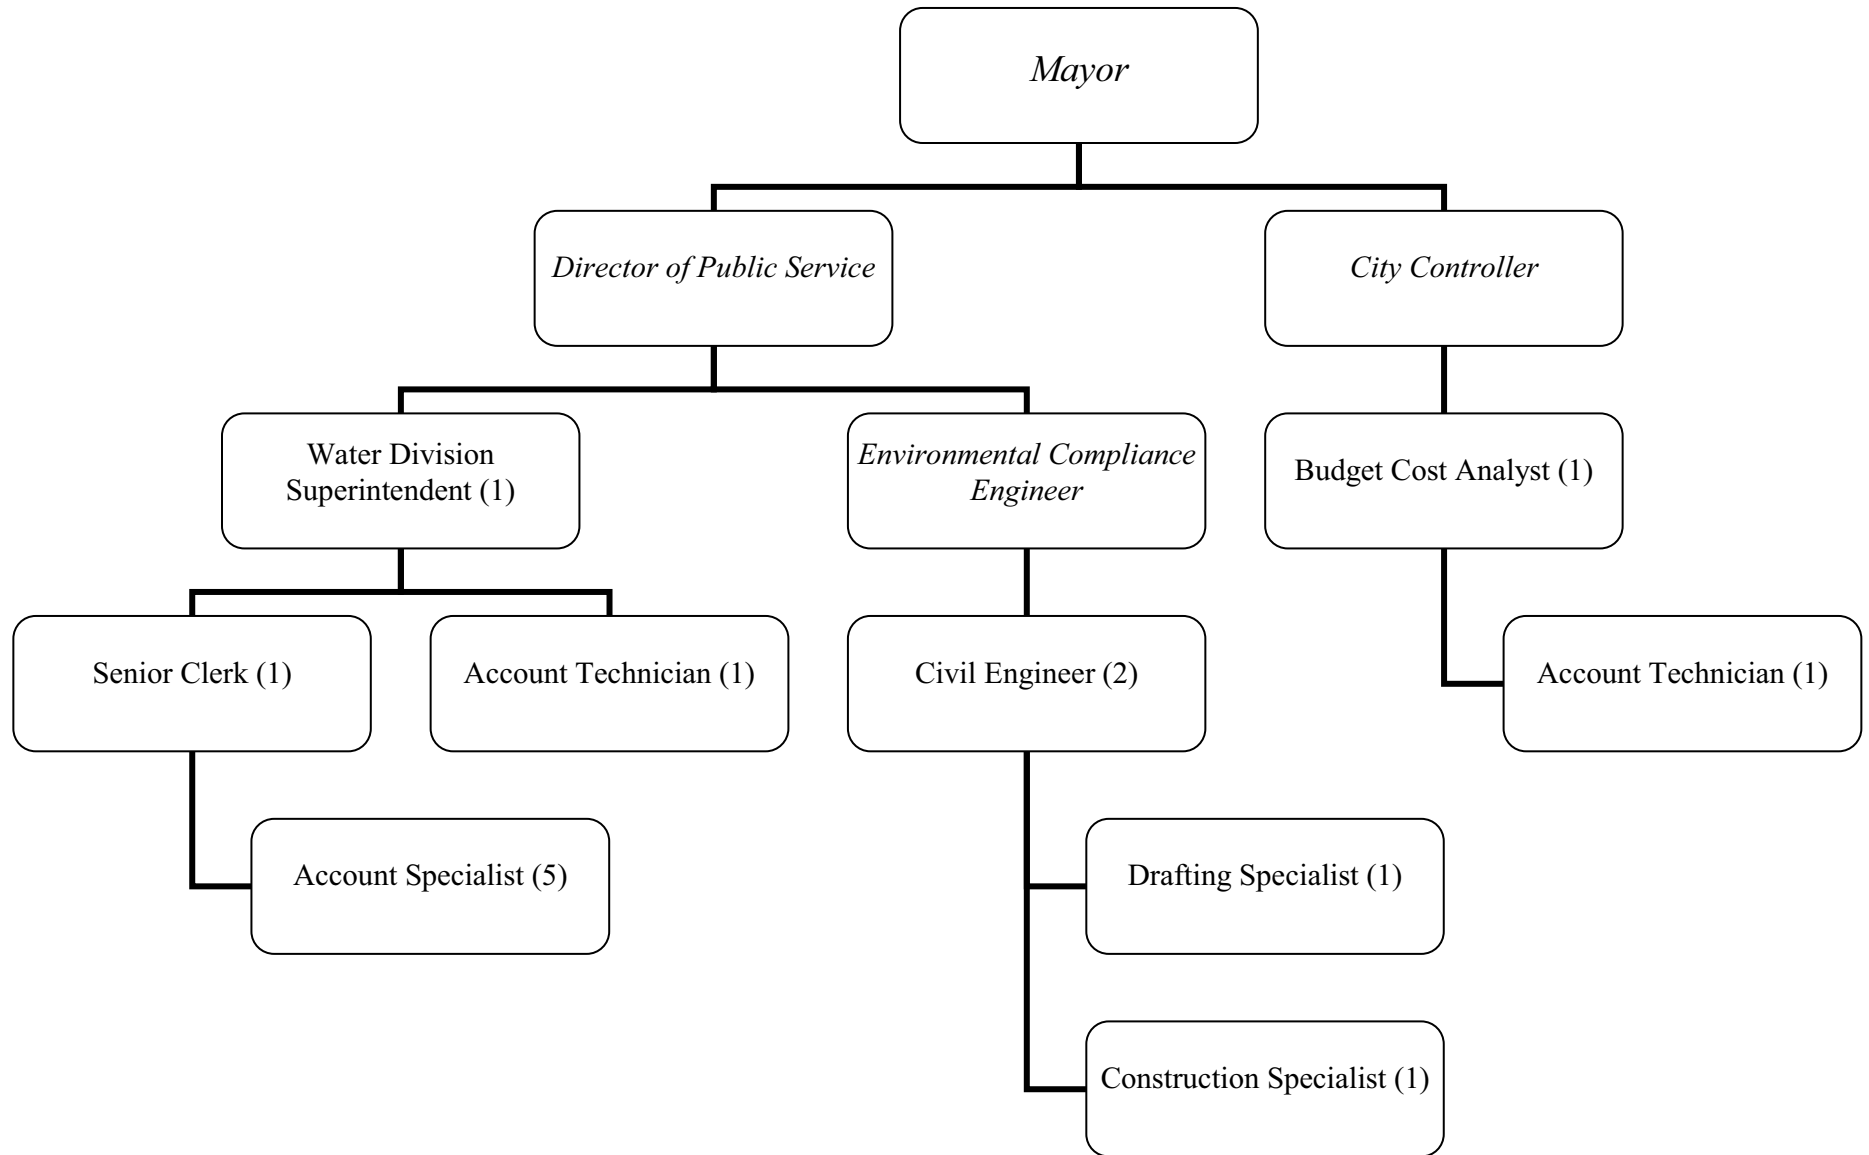 Mayor
Director of Public Service
City Controller
Water Division
Superintendent (1)
Environmental Compliance
Engineer
Budget Cost Analyst (1)
Senior Clerk (1)
Account Technician (1)
Civil Engineer (2)
Account Technician (1)
Account Specialist (5)
Drafting Specialist (1)
Construction Specialist (1)